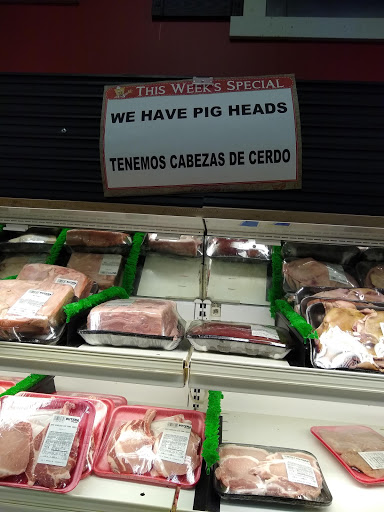 THIS WEEK'S SPECIAL
WE HAVE PIG HEADS
TENEMOS CABEZAS DE CERDO